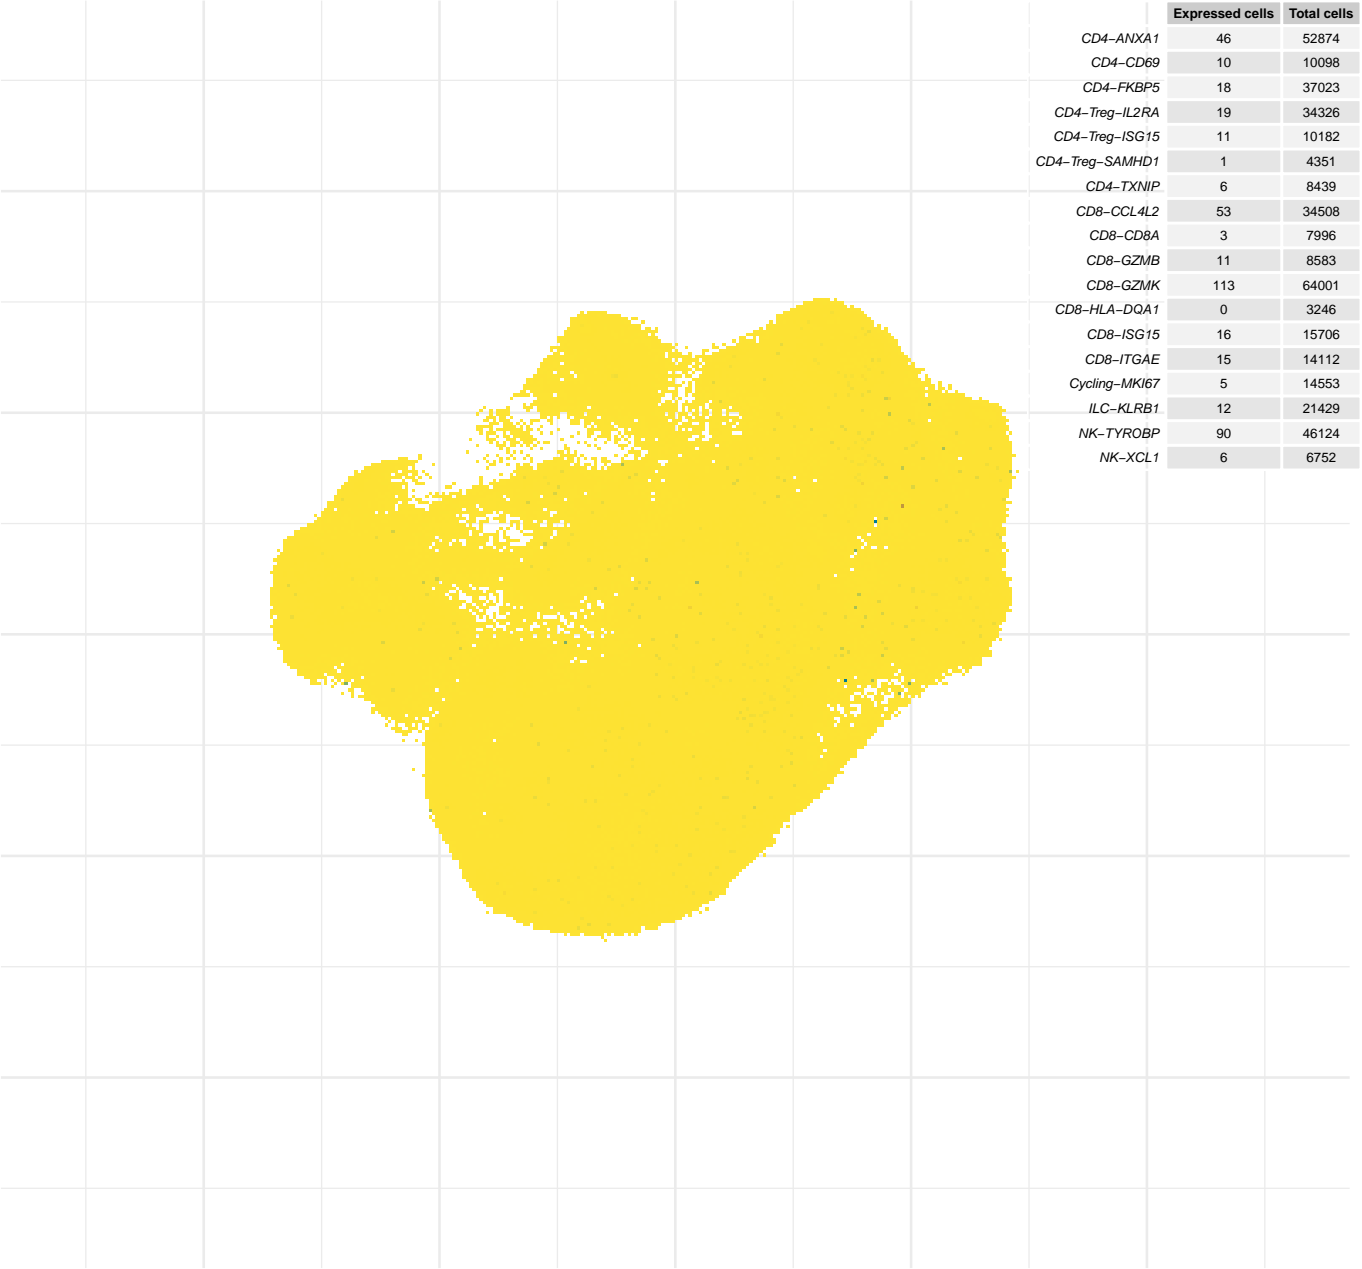 Expressed cells Total cells
CD4−ANXA1 46 52874
CD4−CD69 10 10098
CD4−FKBP5 18 37023
CD4−Treg−IL2RA 19 34326
CD4−Treg−ISG15 11 10182
CD4−Treg−SAMHD1 1 4351
CD4−TXNIP 6 8439
CD8−CCL4L2 53 34508
CD8−CD8A 3 7996
CD8−GZMB 11 8583
CD8−GZMK 113 64001
CD8−HLA−DQA1 0 3246
CD8−ISG15 16 15706
CD8−ITGAE 15 14112
Cycling−MKI67 5 14553
ILC−KLRB1 12 21429
NK−TYROBP 90 46124
NK−XCL1 6 6752